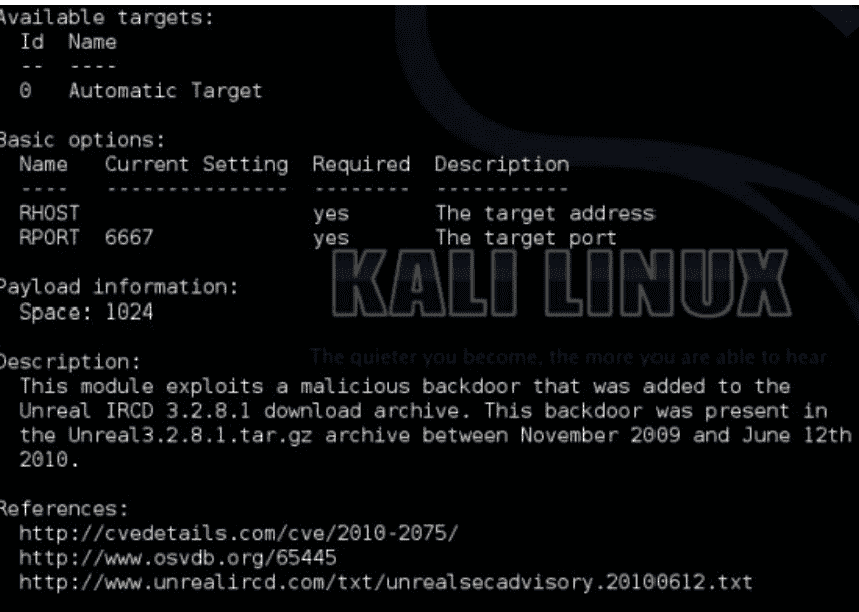 Available targets:
Id Name
-- ----
0 Automatic Target
Basic options:
Name Current Setting Required Description
---- --------------- -------- -----------
RHOST yes The target address
RPORT 6667 yes The target port
KALI LINUX
Payload information:
Space: 1024
The quieter you become, the more you are able to hear
Description:
This module exploits a malicious backdoor that was added to the
Unreal IRCD 3.2.8.1 download archive. This backdoor was present in
the Unreal3.2.8.1.tar.gz archive between November 2009 and June 12th
2010.
References:
http://cvedetails.com/cve/2010-2075/
http://www.osvdb.org/65445
http://www.unrealircd.com/txt/unrealsecadvisory.20100612.txt